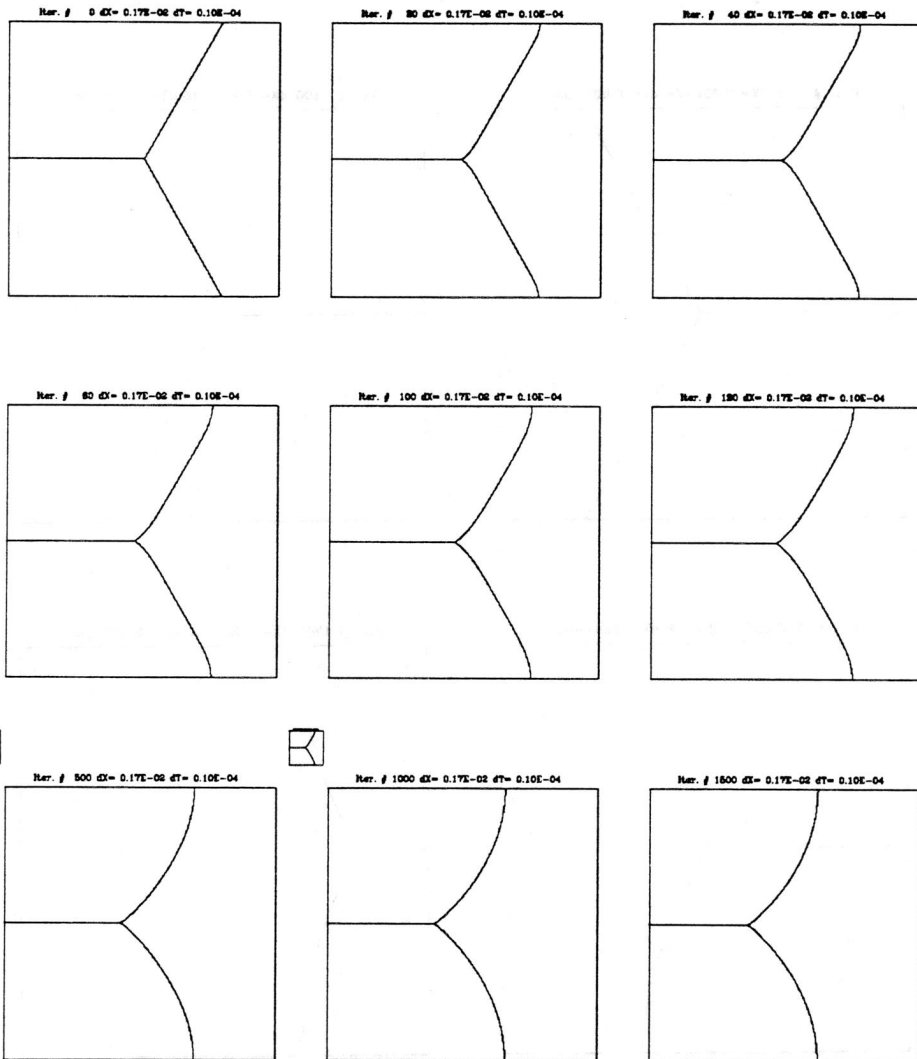 Iter. # 0 dX= 0.17E-02 dT= 0.10E-04
Iter. # 20 dX= 0.17E-02 dT= 0.10E-04
Iter. # 40 dX= 0.17E-02 dT= 0.10E-04
Iter. # 60 dX= 0.17E-02 dT= 0.10E-04
Iter. # 100 dX= 0.17E-02 dT= 0.10E-04
Iter. # 120 dX= 0.17E-02 dT= 0.10E-04
Iter. # 500 dX= 0.17E-02 dT= 0.10E-04
Iter. # 1000 dX= 0.17E-02 dT= 0.10E-04
Iter. # 1500 dX= 0.17E-02 dT= 0.10E-04